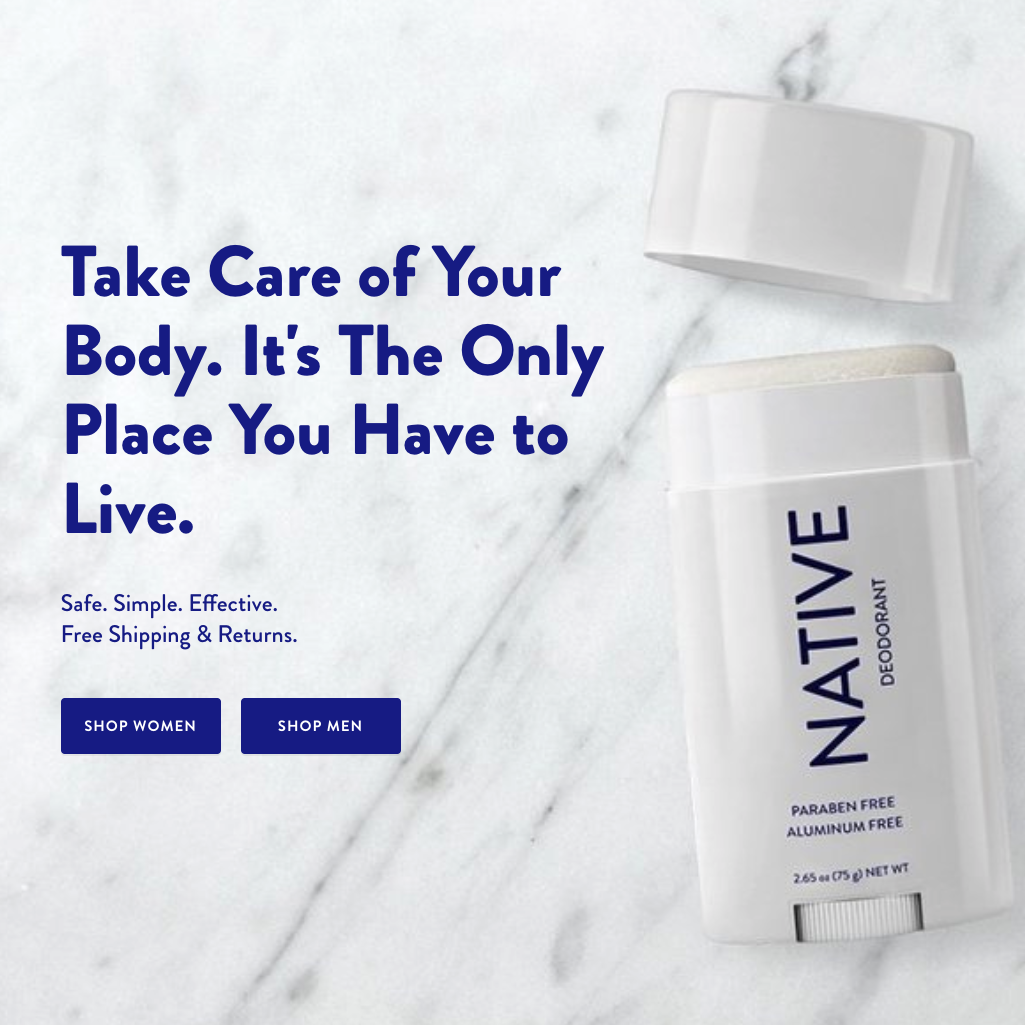 Take Care of Your
Body. It's The Only
Place You Have to
Live.
Safe. Simple. Effective.
Free Shipping & Returns.
SHOP WOMEN
SHOP MEN
NATIVE
DEODORANT
PARABEN FREE
ALUMINUM FREE
2.65 oz (75 g) NET WT